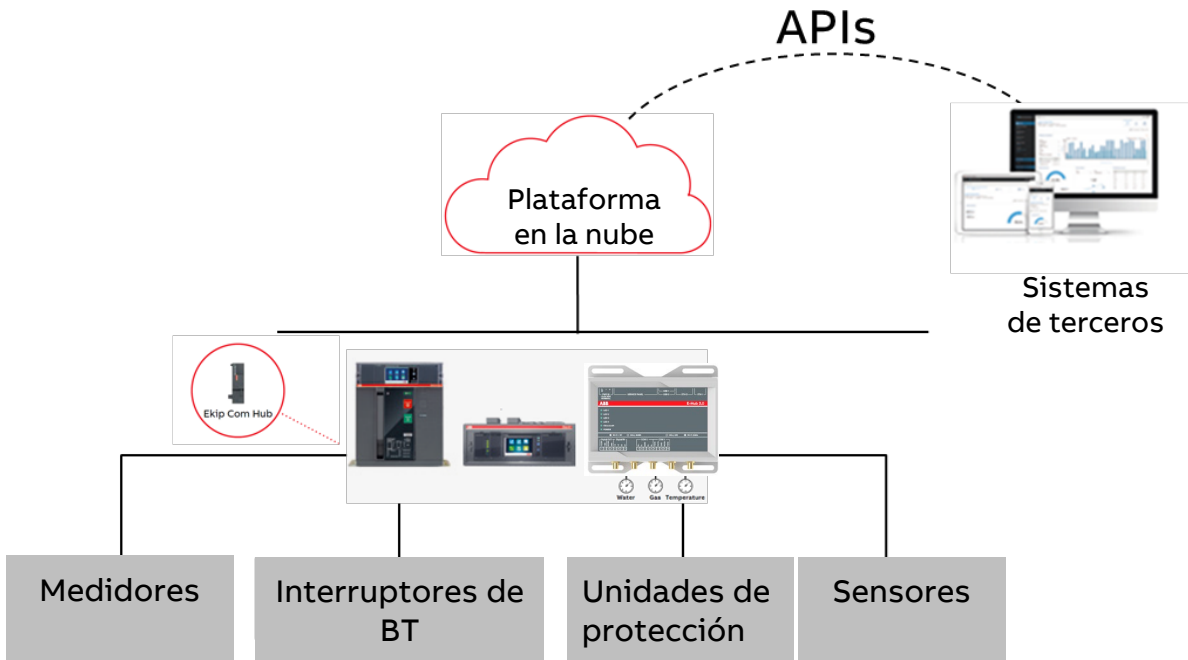 APIs
Plataforma
en la nube
Sistemas
de terceros
Ekip Com Hub
ABB
Water
Gas
Temperature
Medidores
Interruptores de
BT
Unidades de
protección
Sensores